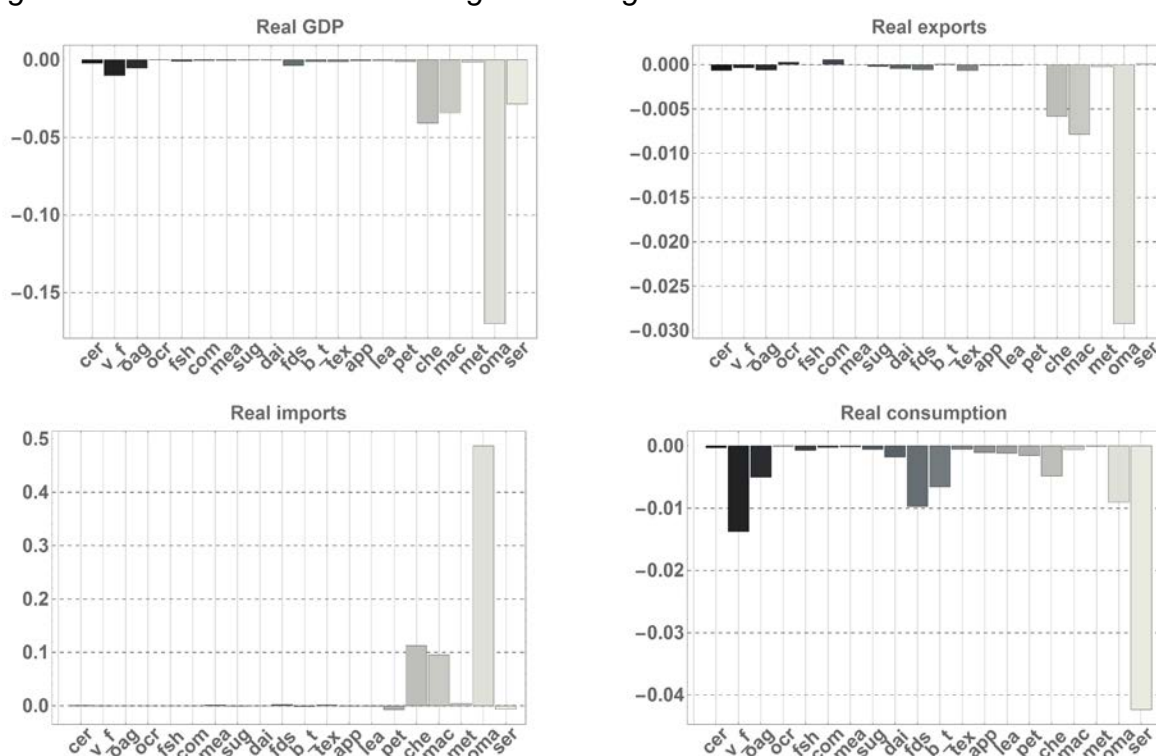 Real GDP
0.00
−0.05
−0.10
−0.15
cer v_f oag ocr fsh com mea sug dai fds b_t tex app lea pet che mac met oma ser
Real exports
0.000
−0.005
−0.010
−0.015
−0.020
−0.025
−0.030
cer v_f oag ocr fsh com mea sug dai fds b_t tex app lea pet che mac met oma ser
Real imports
0.5
0.4
0.3
0.2
0.1
0.0
cer v_f oag ocr fsh com mea sug dai fds b_t tex app lea pet che mac met oma ser
Real consumption
0.00
−0.01
−0.02
−0.03
−0.04
cer v_f oag ocr fsh com mea sug dai fds b_t tex app lea pet che mac met oma ser